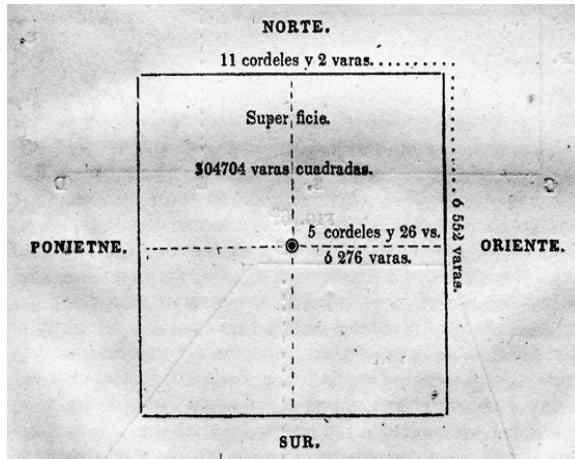 NORTE.
11 cordeles y 2 varas.........
ó 552 varas.
Super ficie.
304704 varas cuadradas.
5 cordeles y 26 vs.
ó 276 varas.
PONIETNE.
ORIENTE.
SUR.